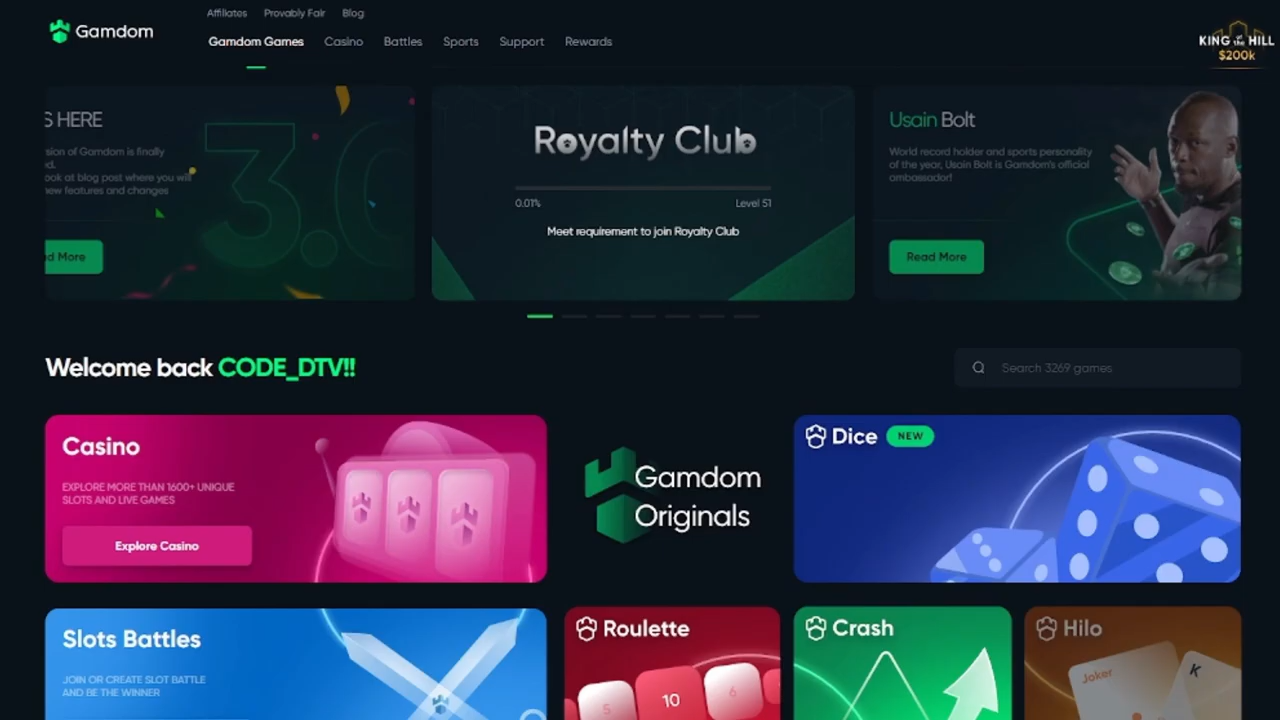 Affiliates Provably Fair Blog
Gamdom
Gamdom Games Casino Battles Sports Support Rewards
KING of the HILL
$200k
S HERE
sion of Gamdom is finally
d.
ook at blog post where you will
new features and changes
d More
3.0
Royalty Club
0.01% Level 51
Meet requirement to join Royalty Club
Usain Bolt
World record holder and sports personality
of the year, Usain Bolt is Gamdom's official
ambassador!
Read More
Welcome back CODE_DTV!!
Search 3269 games
Casino
EXPLORE MORE THAN 1600+ UNIQUE
SLOTS AND LIVE GAMES
Explore Casino
Gamdom
Originals
Dice NEW
Slots Battles
JOIN OR CREATE SLOT BATTLE
AND BE THE WINNER
Roulette
5 10 6
Crash
Hilo
Joker K